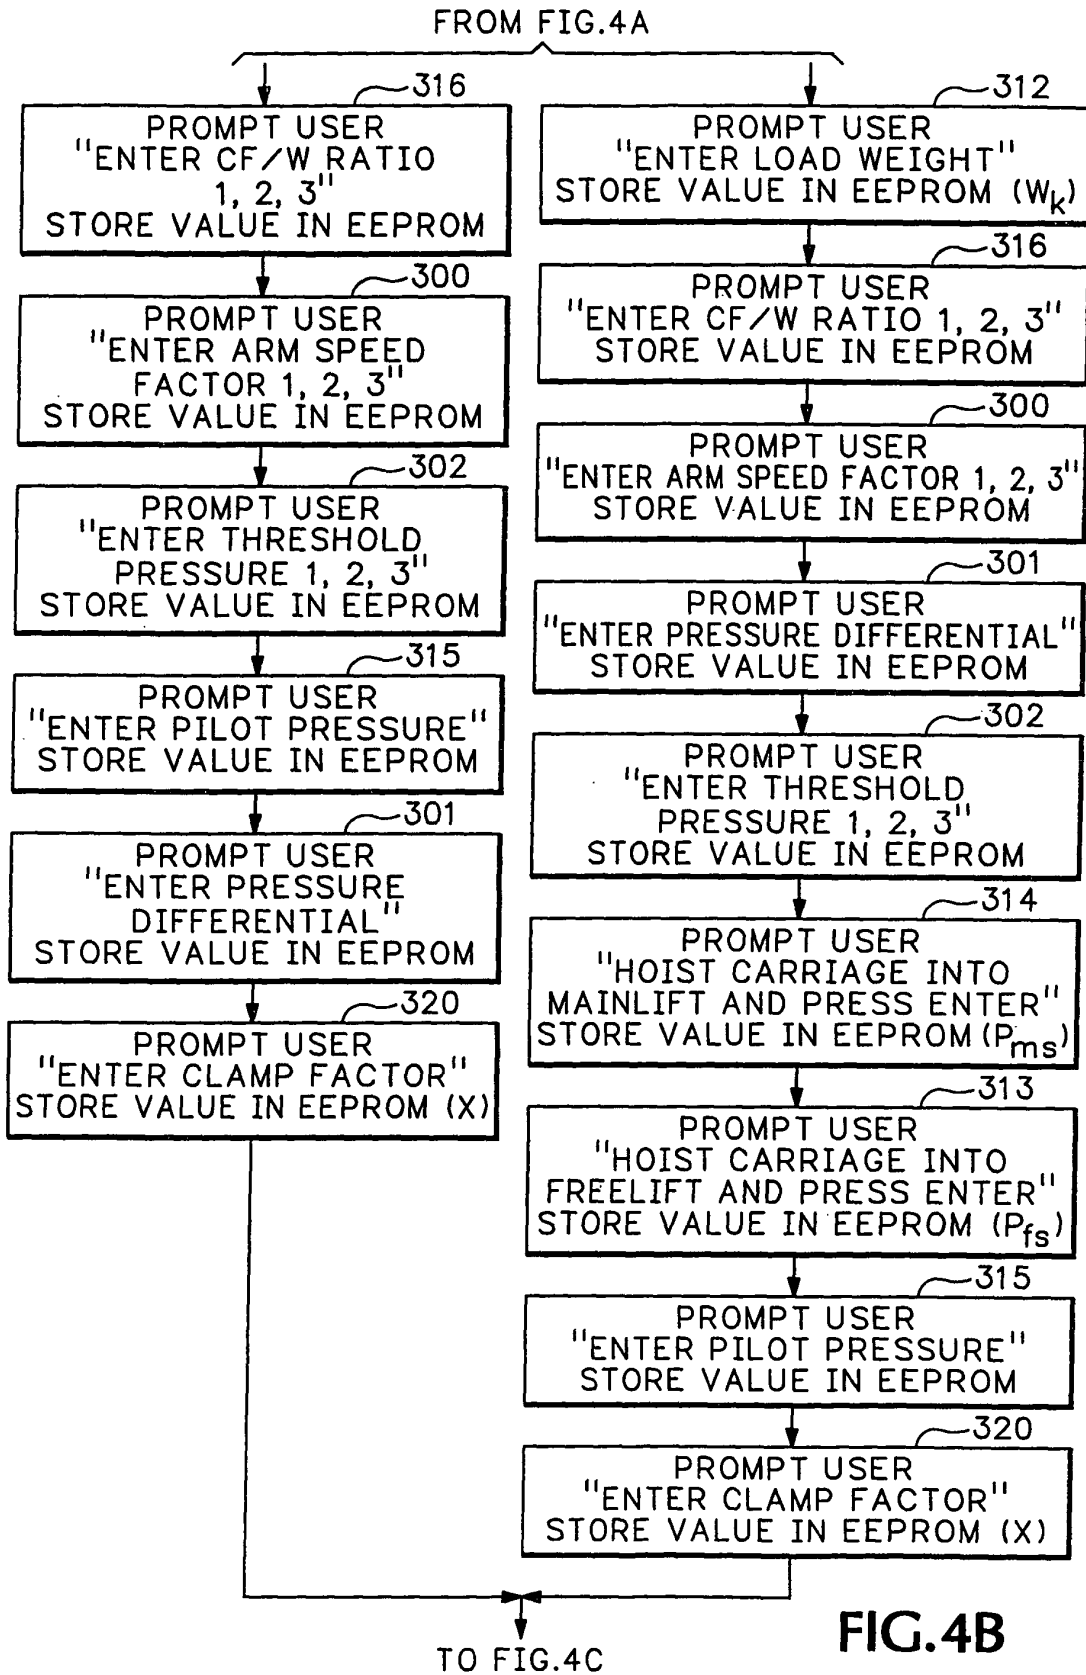 FROM FIG.4A
316
PROMPT USER
"ENTER CF/W RATIO
1, 2, 3"
STORE VALUE IN EEPROM
300
PROMPT USER
"ENTER ARM SPEED
FACTOR 1, 2, 3"
STORE VALUE IN EEPROM
302
PROMPT USER
"ENTER THRESHOLD
PRESSURE 1, 2, 3"
STORE VALUE IN EEPROM
315
PROMPT USER
"ENTER PILOT PRESSURE"
STORE VALUE IN EEPROM
301
PROMPT USER
"ENTER PRESSURE
DIFFERENTIAL"
STORE VALUE IN EEPROM
320
PROMPT USER
"ENTER CLAMP FACTOR"
STORE VALUE IN EEPROM (X)
312
PROMPT USER
"ENTER LOAD WEIGHT"
STORE VALUE IN EEPROM (Wk)
316
PROMPT USER
"ENTER CF/W RATIO 1, 2, 3"
STORE VALUE IN EEPROM
300
PROMPT USER
"ENTER ARM SPEED FACTOR 1, 2, 3"
STORE VALUE IN EEPROM
301
PROMPT USER
"ENTER PRESSURE DIFFERENTIAL"
STORE VALUE IN EEPROM
302
PROMPT USER
"ENTER THRESHOLD
PRESSURE 1, 2, 3"
STORE VALUE IN EEPROM
314
PROMPT USER
"HOIST CARRIAGE INTO
MAINLIFT AND PRESS ENTER"
STORE VALUE IN EEPROM (Pms)
313
PROMPT USER
"HOIST CARRIAGE INTO
FREELIFT AND PRESS ENTER"
STORE VALUE IN EEPROM (Pfs)
315
PROMPT USER
"ENTER PILOT PRESSURE"
STORE VALUE IN EEPROM
320
PROMPT USER
"ENTER CLAMP FACTOR"
STORE VALUE IN EEPROM (X)
TO FIG.4C
FIG.4B